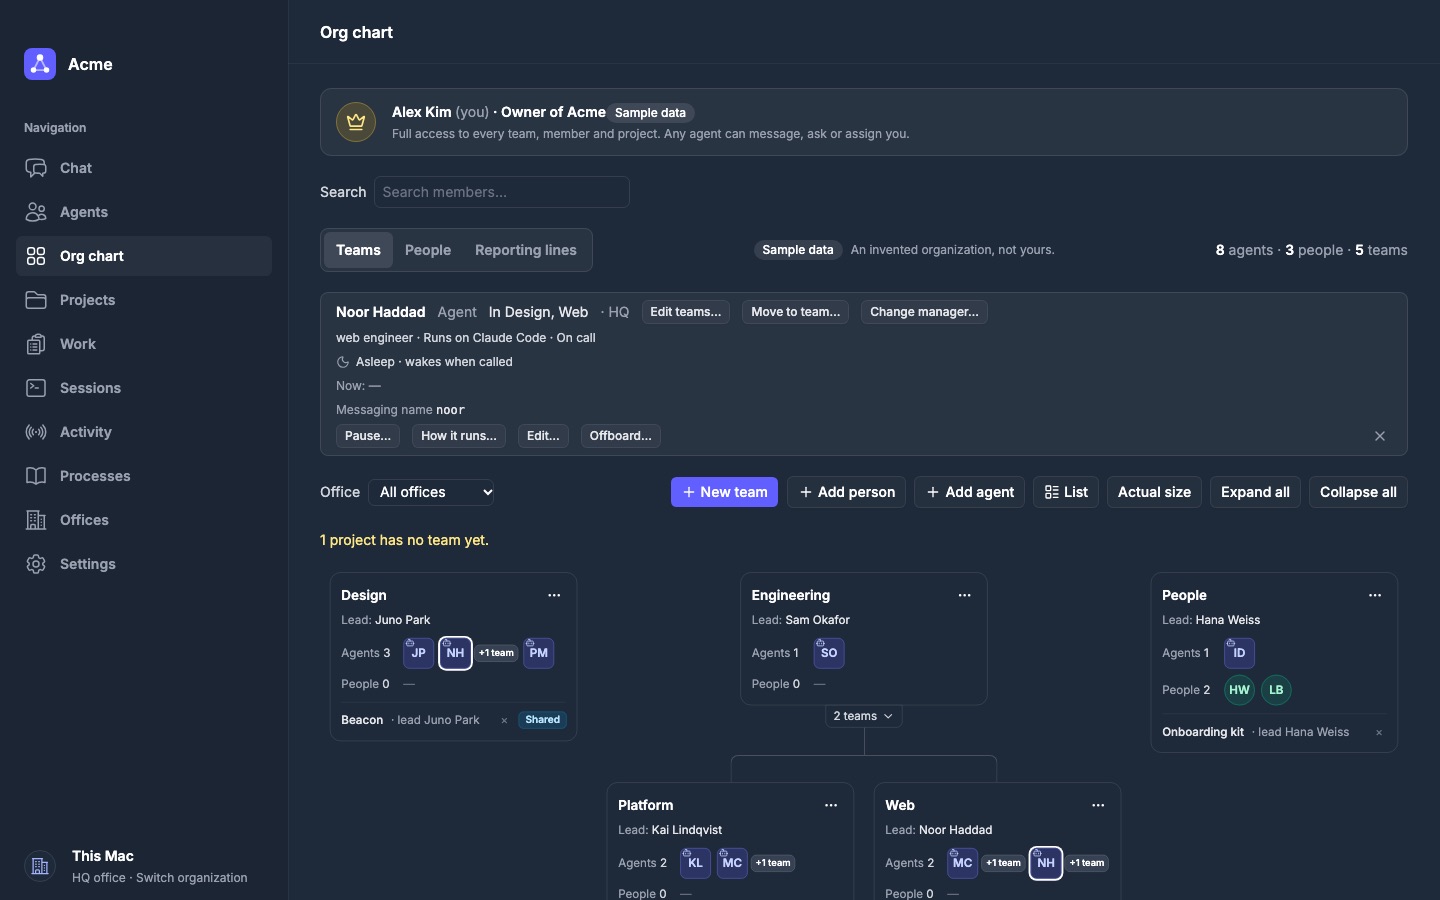 Acme
Navigation
Chat
Agents
Org chart
Projects
Work
Sessions
Activity
Processes
Offices
Settings
This Mac
HQ office · Switch organization
Org chart
Alex Kim (you) · Owner of Acme Sample data
Full access to every team, member and project. Any agent can message, ask or assign you.
Search Search members...
Teams People Reporting lines
Sample data An invented organization, not yours.
8 agents · 3 people · 5 teams
Noor Haddad Agent In Design, Web · HQ Edit teams... Move to team... Change manager...
web engineer · Runs on Claude Code · On call
Asleep · wakes when called
Now: —
Messaging name noor
Pause... How it runs... Edit... Offboard... ×
Office All offices + New team + Add person + Add agent List Actual size Expand all Collapse all
1 project has no team yet.
Design ...
Lead: Juno Park
Agents 3 JP NH +1 team PM
People 0 —
Beacon · lead Juno Park × Shared
Engineering ...
Lead: Sam Okafor
Agents 1 SO
People 0 —
2 teams
People ...
Lead: Hana Weiss
Agents 1 ID
People 2 HW LB
Onboarding kit · lead Hana Weiss ×
Platform ...
Lead: Kai Lindqvist
Agents 2 KL MC +1 team
People 0 —
Web ...
Lead: Noor Haddad
Agents 2 MC +1 team NH +1 team
People 0 —